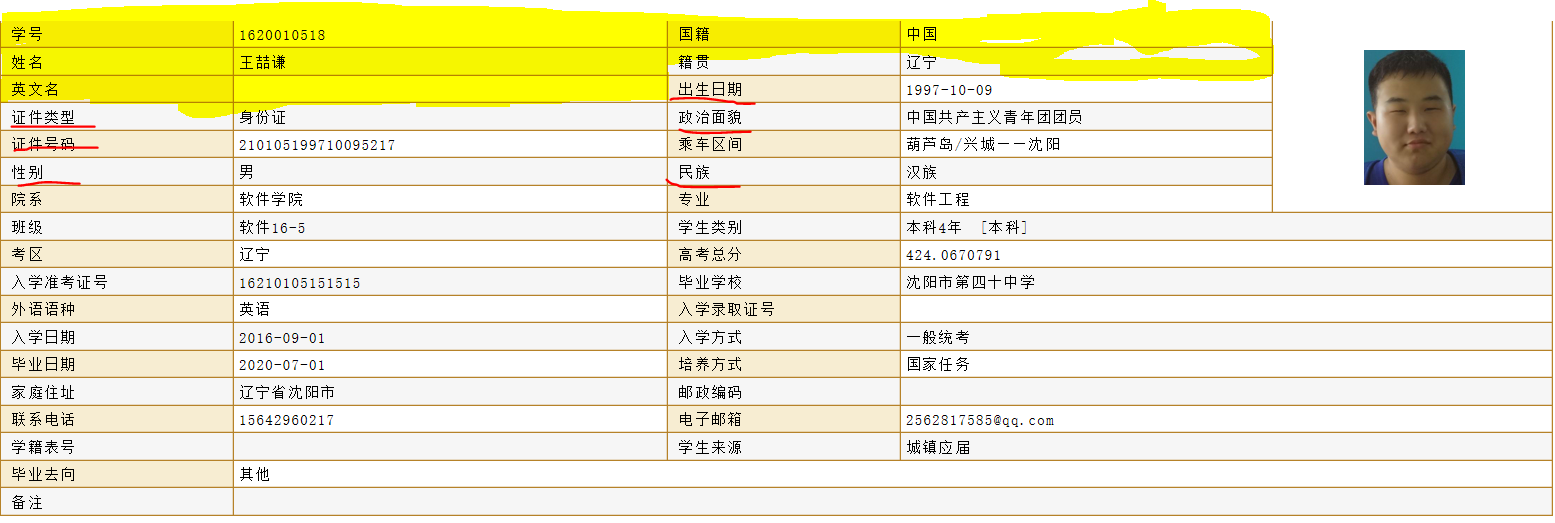 学号 1620010518 国籍 中国
姓名 王喆谦 籍贯 辽宁
英文名 出生日期 1997-10-09
证件类型 身份证 政治面貌 中国共产主义青年团团员
证件号码 210105199710095217 乘车区间 葫芦岛/兴城——沈阳
性别 男 民族 汉族
院系 软件学院 专业 软件工程
班级 软件16-5 学生类别 本科4年 [本科]
考区 辽宁 高考总分 424.0670791
入学准考证号 16210105151515 毕业学校 沈阳市第四十中学
外语语种 英语 入学录取证号
入学日期 2016-09-01 入学方式 一般统考
毕业日期 2020-07-01 培养方式 国家任务
家庭住址 辽宁省沈阳市 邮政编码
联系电话 15642960217 电子邮箱 2562817585@qq.com
学籍表号 学生来源 城镇应届
毕业去向 其他
备注